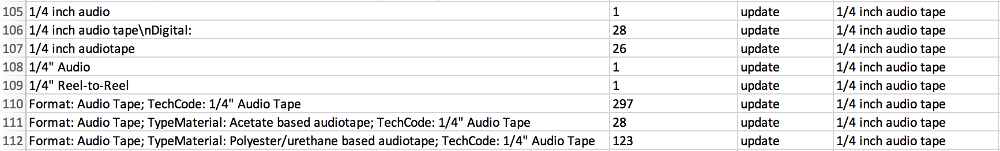 105 1/4 inch audio 1 update 1/4 inch audio tape
106 1/4 inch audio tape\nDigital: 28 update 1/4 inch audio tape
107 1/4 inch audiotape 26 update 1/4 inch audio tape
108 1/4" Audio 1 update 1/4 inch audio tape
109 1/4" Reel-to-Reel 1 update 1/4 inch audio tape
110 Format: Audio Tape; TechCode: 1/4" Audio Tape 297 update 1/4 inch audio tape
111 Format: Audio Tape; TypeMaterial: Acetate based audiotape; TechCode: 1/4" Audio Tape 28 update 1/4 inch audio tape
112 Format: Audio Tape; TypeMaterial: Polyester/urethane based audiotape; TechCode: 1/4" Audio Tape 123 update 1/4 inch audio tape